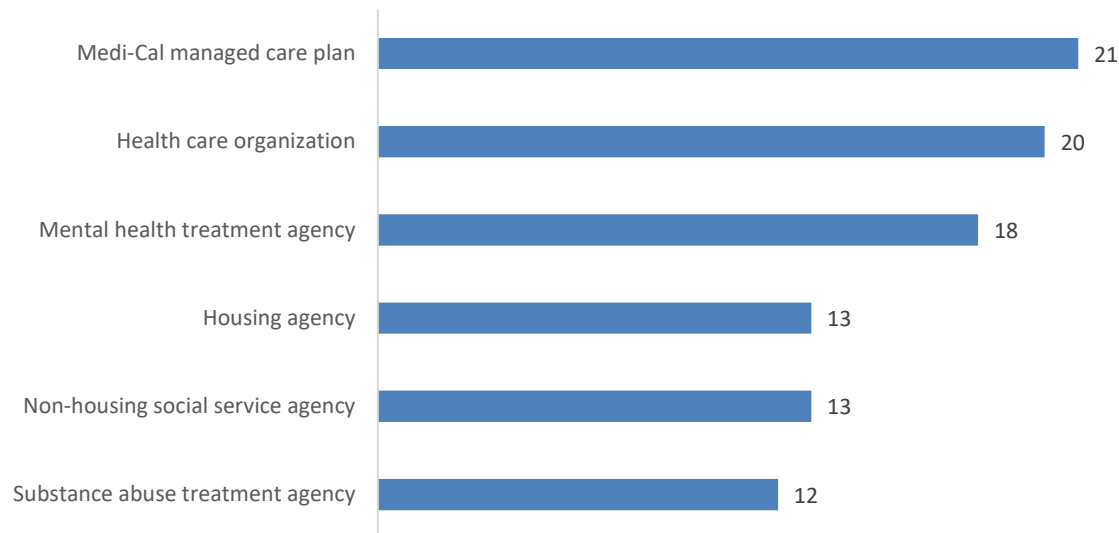 Medi-Cal managed care plan 21
Health care organization 20
Mental health treatment agency 18
Housing agency 13
Non-housing social service agency 13
Substance abuse treatment agency 12